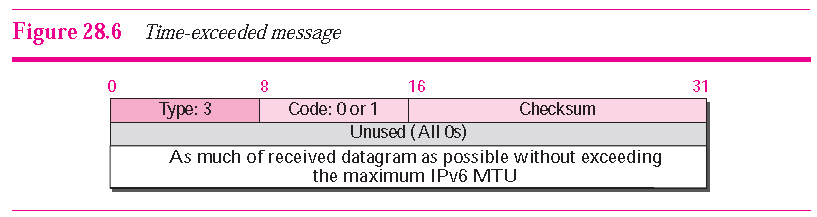 Figure 28.6 Time-exceeded message
0 8 16 31
Type: 3 Code: 0 or 1 Checksum
Unused (All 0s)
As much of received datagram as possible without exceeding
the maximum IPv6 MTU